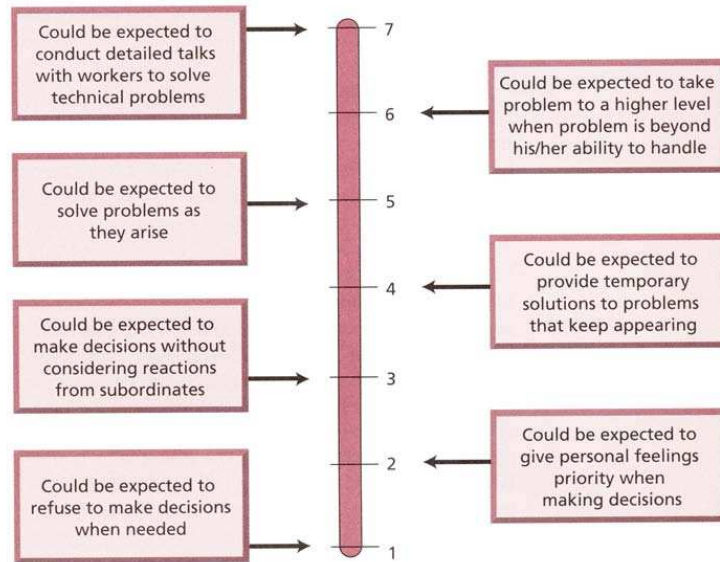 Could be expected to
conduct detailed talks
with workers to solve
technical problems
7
Could be expected to take
problem to a higher level
when problem is beyond
his/her ability to handle
6
Could be expected to
solve problems as
they arise
5
Could be expected to
provide temporary
solutions to problems
that keep appearing
4
Could be expected to
make decisions without
considering reactions
from subordinates
3
Could be expected to
give personal feelings
priority when
making decisions
2
Could be expected to
refuse to make decisions
when needed
1